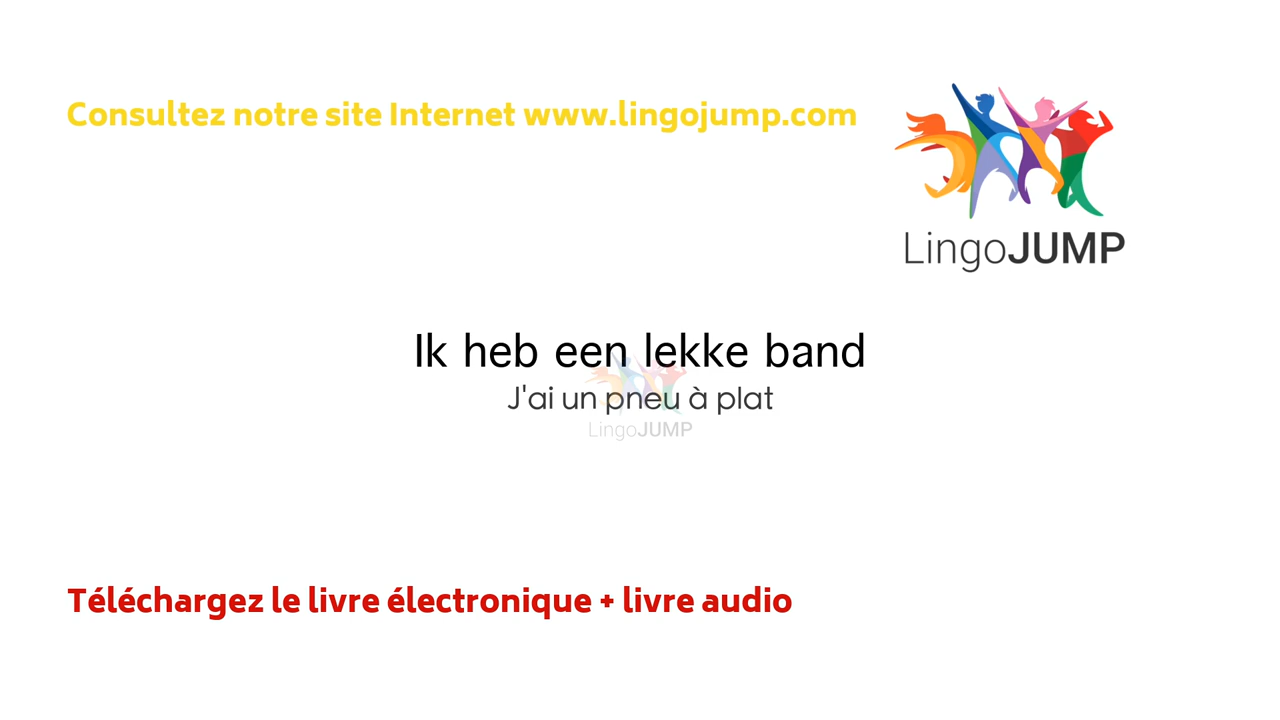 Consultez notre site Internet www.lingojump.com
LingoJUMP
Ik heb een lekke band
J'ai un pneu à plat
LingoJUMP
Téléchargez le livre électronique + livre audio